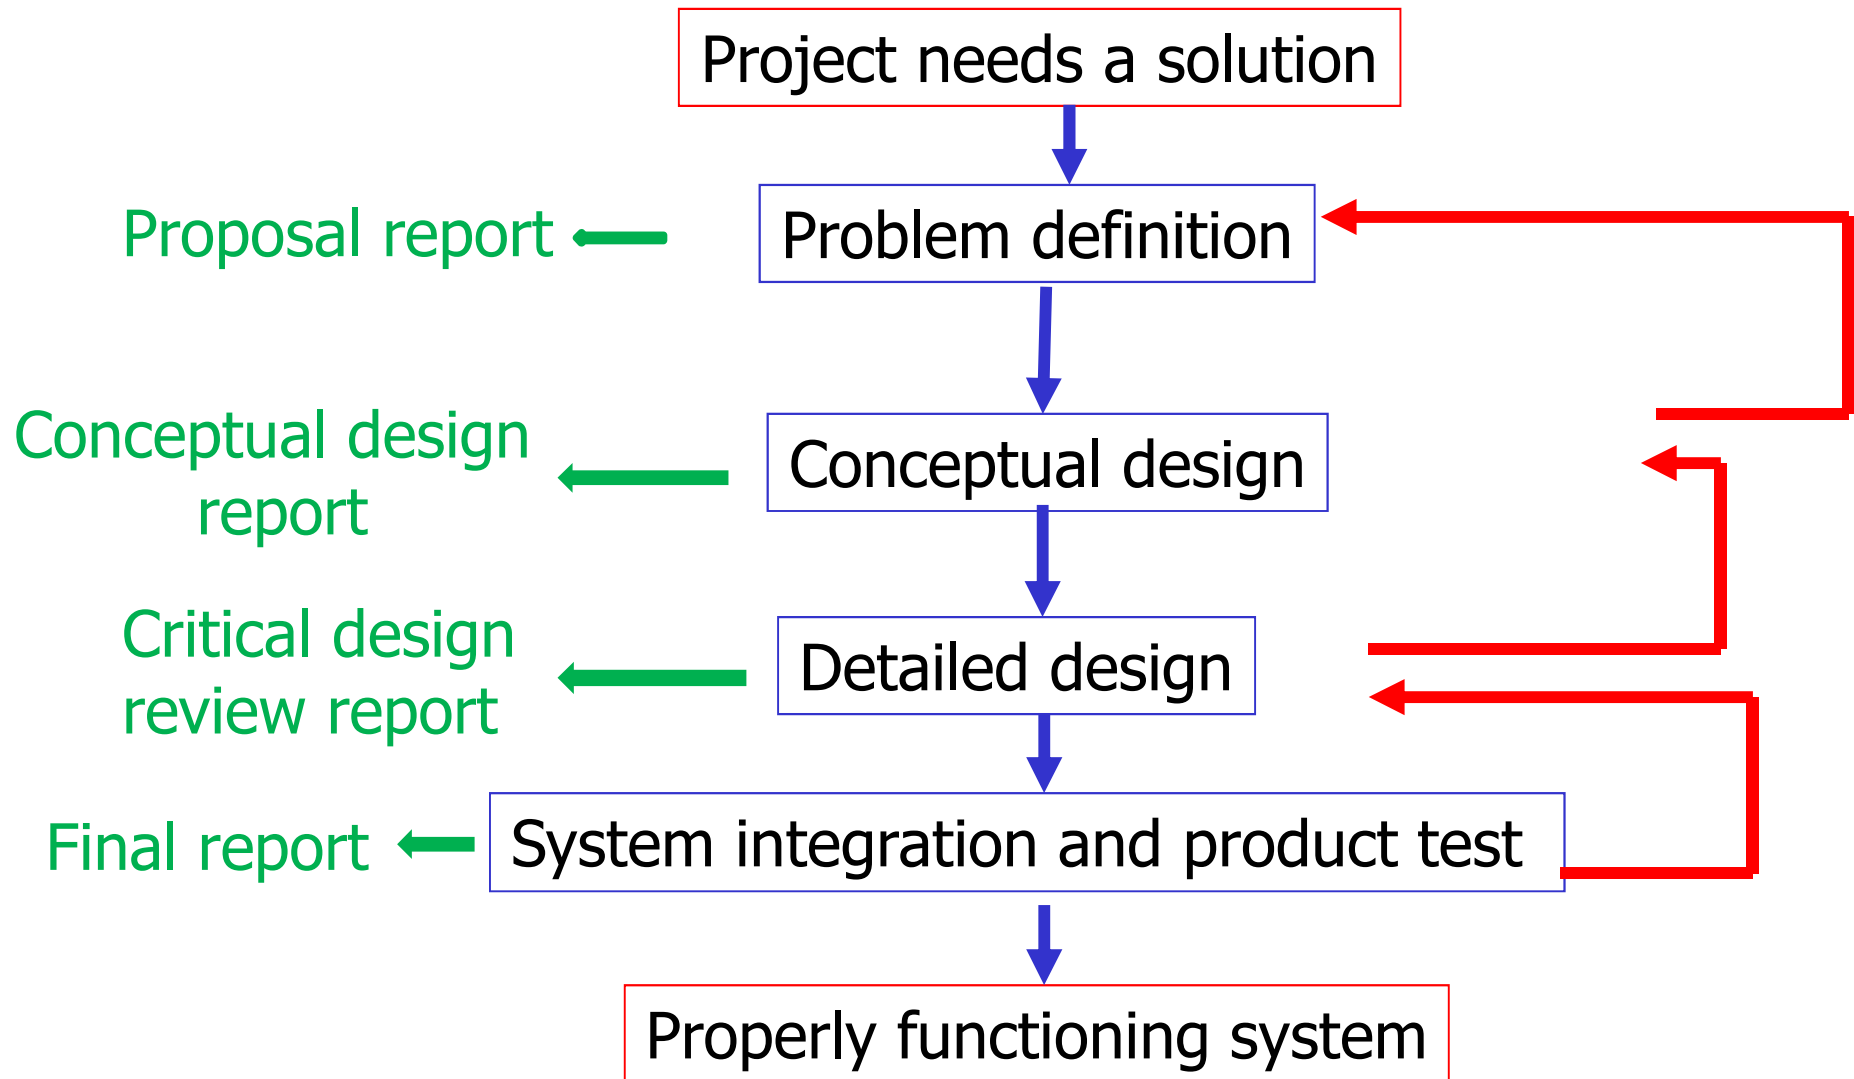 Project needs a solution
Proposal report
Problem definition
Conceptual design
report
Conceptual design
Critical design
review report
Detailed design
Final report
System integration and product test
Properly functioning system